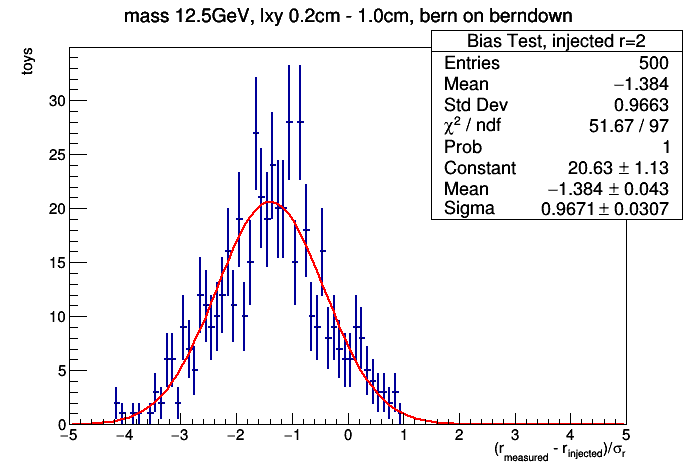 mass 12.5GeV, lxy 0.2cm - 1.0cm, bern on berndown
Bias Test, injected r=2
Entries 500
Mean −1.384
Std Dev 0.9663
χ² / ndf 51.67 / 97
Prob 1
Constant 20.63 ± 1.13
Mean −1.384 ± 0.043
Sigma 0.9671 ± 0.0307
toys
30
25
20
15
10
5
0
−5 −4 −3 −2 −1 0 1 2 3 4 5
(r_measured - r_injected)/σ_r